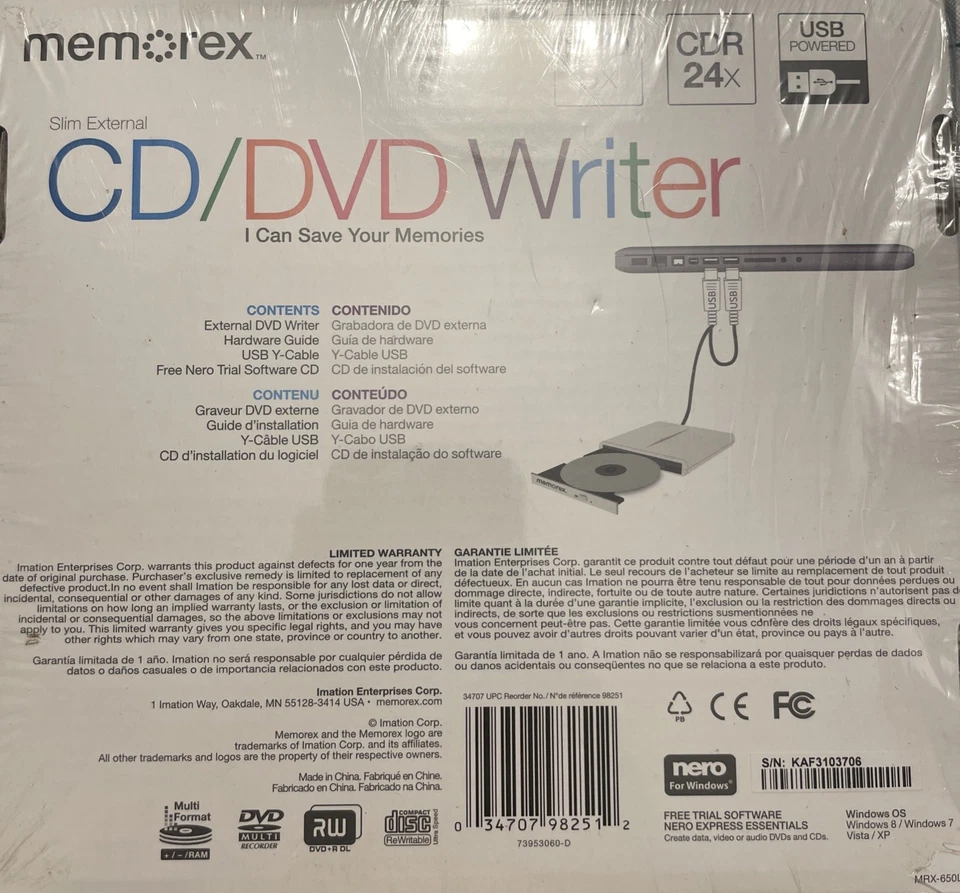 memorex™
CDR
24x
USB
POWERED
Slim External
CD/DVD Writer
I Can Save Your Memories
USB
USB
CONTENTS
External DVD Writer
Hardware Guide
USB Y-Cable
Free Nero Trial Software CD
CONTENIDO
Grabadora de DVD externa
Guía de hardware
Y-Cable USB
CD de instalación del software
CONTENU
Graveur DVD externe
Guide d'installation
Y-Câble USB
CD d'installation du logiciel
CONTEÚDO
Gravador de DVD externo
Guia de hardware
Y-Cabo USB
CD de instalação do software
memorex
LIMITED WARRANTY
Imation Enterprises Corp. warrants this product against defects for one year from the
date of original purchase. Purchaser's exclusive remedy is limited to replacement of any
defective product.In no event shall Imation be responsible for any lost data or direct,
incidental, consequential or other damages of any kind. Some jurisdictions do not allow
limitations on how long an implied warranty lasts, or the exclusion or limitation of
incidental or consequential damages, so the above limitations or exclusions may not
apply to you. This limited warranty gives you specific legal rights, and you may have
other rights which may vary from one state, province or country to another.
Garantía limitada de 1 año. Imation no será responsable por cualquier pérdida de
datos o daños casuales o de importancia relacionados con este producto.
GARANTIE LIMITÉE
Imation Enterprises Corp. garantit ce produit contre tout défaut pour une période d'un an à partir
de la date de l'achat initial. Le seul recours de l'acheteur se limite au remplacement de tout produit
défectueux. En aucun cas Imation ne pourra être tenu responsable de tout pour données perdues ou
dommage direct, indirecte, fortuite ou de toute autre nature. Certaines juridictions n'autorisent pas de
limite quant à la durée d'une garantie implicite, l'exclusion ou la restriction des dommages directs ou
indirects, de sorte que les exclusions ou restrictions susmentionnées ne
vous concernent peut-être pas. Cette garantie limitée vous confère des droits légaux spécifiques,
et vous pouvez avoir d'autres droits pouvant varier d'un état, province ou pays à l'autre.
Garantía limitada de 1 ano. A Imation não se responsabilizará por quaisquer perdas de dados
ou danos acidentais ou conseqüentes no que se relaciona a este produto.
Imation Enterprises Corp.
1 Imation Way, Oakdale, MN 55128-3414 USA • memorex.com
© Imation Corp.
Memorex and the Memorex logo are
trademarks of Imation Corp. and its affiliates.
All other trademarks and logos are the property of their respective owners.
Made in China. Fabriqué en Chine.
Fabricado en China. Fabricado na China.
Multi
Format
+/-/RAM
DVD
MULTI
RECORDER
RW
DVD+R DL
COMPACT
disc
ReWritable
Ultra Speed
34707 UPC Reorder No./ N°de référence 98251
0 34707 98251 2
73953060-D
PB
CE
FC
nero
For Windows®
S/N: KAF3103706
FREE TRIAL SOFTWARE
NERO EXPRESS ESSENTIALS
Create data, video or audio DVDs and CDs.
Windows OS
Windows 8 / Windows 7
Vista / XP
MRX-650L